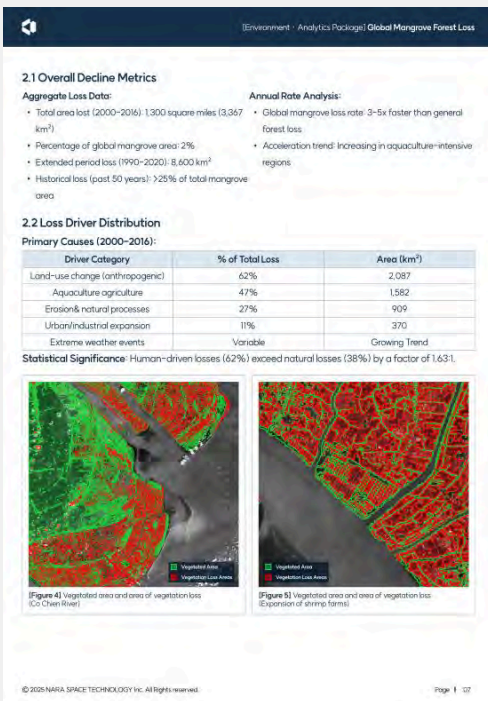 [Environment · Analytics Package] Global Mangrove Forest Loss
2.1 Overall Decline Metrics
Aggregate Loss Data:
• Total area lost (2000-2016): 1,300 square miles (3,367
km²)
• Percentage of global mangrove area: 2%
• Extended period loss (1990-2020): 8,600 km²
• Historical loss (past 50 years): >25% of total mangrove
area
Annual Rate Analysis:
• Global mangrove loss rate: 3-5x faster than general
forest loss
• Acceleration trend: Increasing in aquaculture-intensive
regions
2.2 Loss Driver Distribution
Primary Causes (2000-2016):
Driver Category % of Total Loss Area (km²)
Land-use change (anthropogenic) 62% 2,087
Aquaculture agriculture 47% 1,582
Erosion& natural processes 27% 909
Urban/industrial expansion 11% 370
Extreme weather events Variable Growing Trend
Statistical Significance: Human-driven losses (62%) exceed natural losses (38%) by a factor of 1.63:1.
Vegetated Area
Vegetation Loss Areas
[Figure 4] Vegetated area and area of vegetation loss
(Co Chien River)
Vegetated Area
Vegetation Loss Areas
[Figure 5] Vegetated area and area of vegetation loss
(Expansion of shrimp farms)
© 2025 NARA SPACE TECHNOLOGY Inc. All Rights reserved.
Page | 07